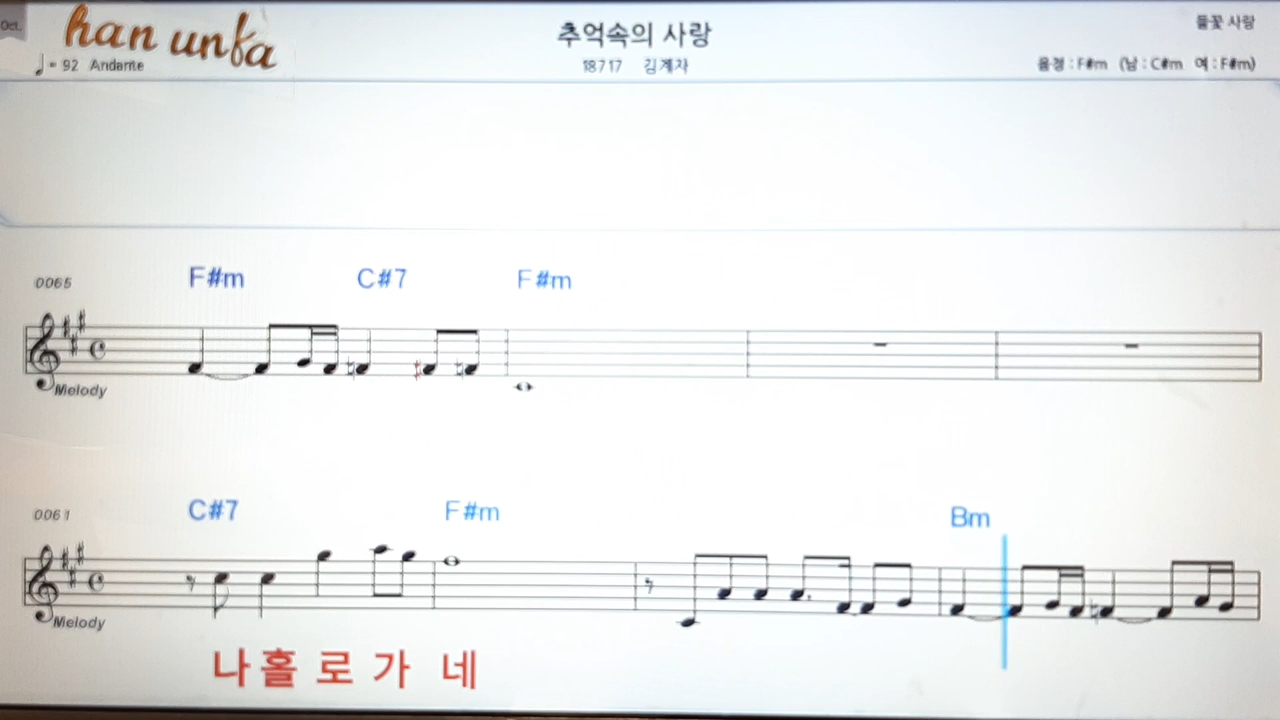 Oct.
han unfa
추억속의 사랑
들꽃 사랑
♩ = 92 Andante
18717 김계자
음정 : F#m (남 : C#m 여 : F#m)
0065
F#m C#7 F#m
Melody
0061
C#7 F#m Bm
Melody
나 홀 로 가 네